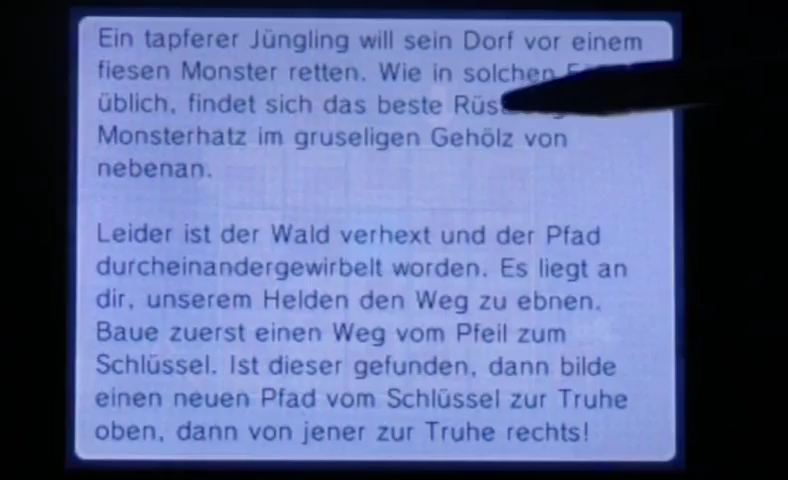 Ein tapferer Jüngling will sein Dorf vor einem
fiesen Monster retten. Wie in solchen
üblich, findet sich das beste
Monsterhatz im gruseligen Gehölz von
nebenan.
Leider ist der Wald verhext und der Pfad
durcheinandergewirbelt worden. Es liegt an
dir, unserem Helden den Weg zu ebnen.
Baue zuerst einen Weg vom Pfeil zum
Schlüssel. Ist dieser gefunden, dann bilde
einen neuen Pfad vom Schlüssel zur Truhe
oben, dann von jener zur Truhe rechts!